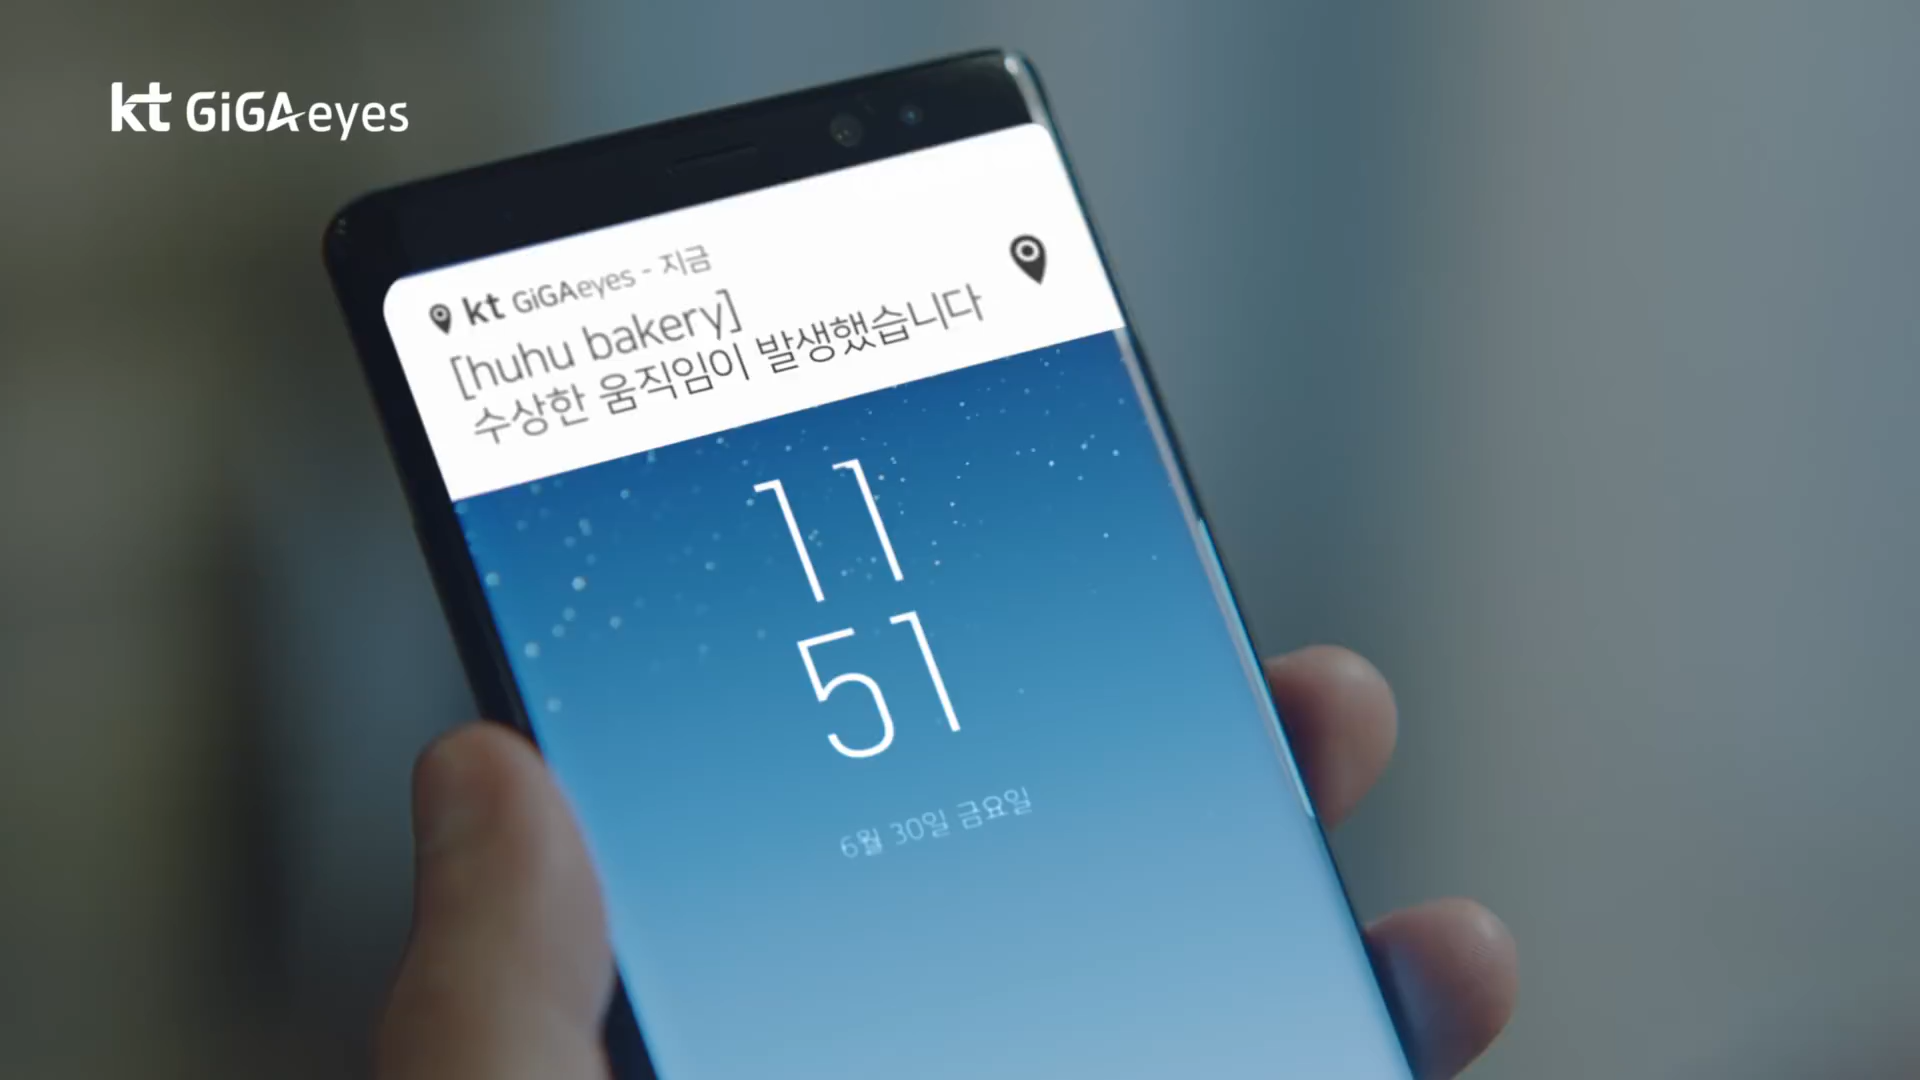 kt GiGAeyes
kt GiGAeyes - 지금
[huhu bakery]
수상한 움직임이 발생했습니다
11
51
6월 30일 금요일